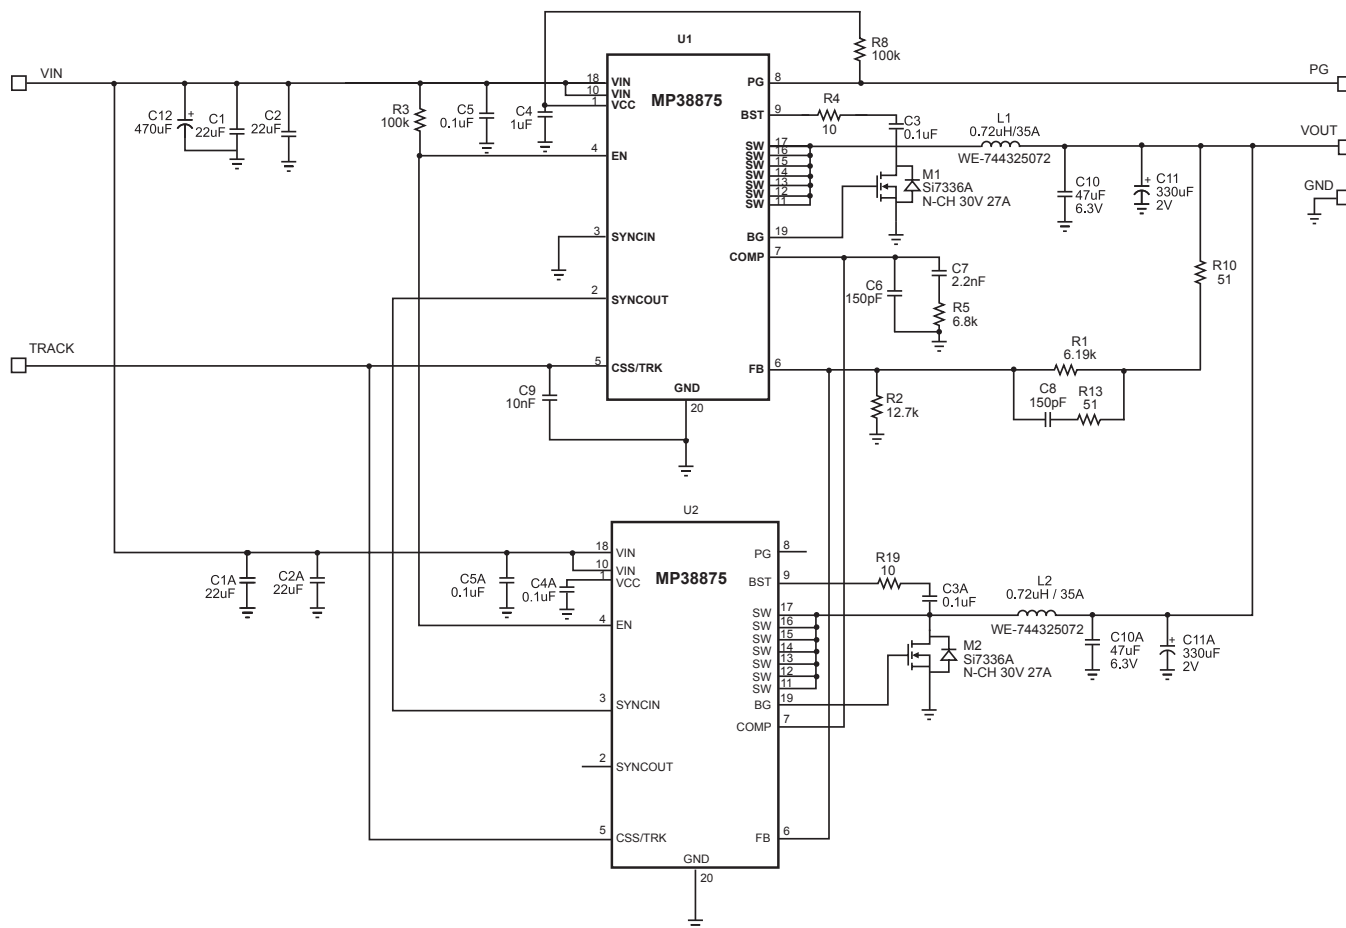 U1
MP38875
VIN
18
VIN
10
VIN
1
VCC
4
EN
3
SYNCIN
2
SYNCOUT
5
CSS/TRK
GND
20
PG
8
BST
9
SW
17
SW
16
SW
15
SW
14
SW
13
SW
12
SW
11
BG
19
COMP
7
FB
6
C12
470uF
+
C1
22uF
C2
22uF
R3
100k
C5
0.1uF
C4
1uF
TRACK
C9
10nF
R8
100k
PG
R4
10
C3
0.1uF
L1
0.72uH/35A
WE-744325072
VOUT
M1
Si7336A
N-CH 30V 27A
C10
47uF
6.3V
+
C11
330uF
2V
GND
C6
150pF
C7
2.2nF
R5
6.8k
R10
51
R1
6.19k
C8
150pF
R13
51
R2
12.7k
U2
MP38875
18
VIN
10
VIN
1
VCC
4
EN
3
SYNCIN
2
SYNCOUT
5
CSS/TRK
GND
20
PG
8
BST
9
SW
17
SW
16
SW
15
SW
14
SW
13
SW
12
SW
11
BG
19
COMP
7
FB
6
C1A
22uF
C2A
22uF
C5A
0.1uF
C4A
0.1uF
R19
10
C3A
0.1uF
L2
0.72uH / 35A
WE-744325072
M2
Si7336A
N-CH 30V 27A
C10A
47uF
6.3V
+
C11A
330uF
2V